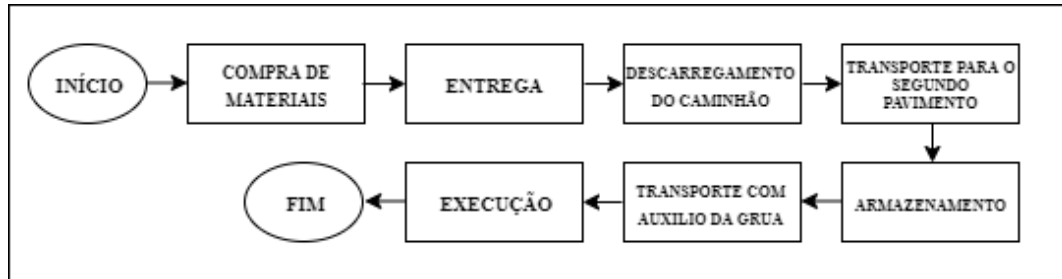 INÍCIO
COMPRA DE
MATERIAIS
ENTREGA
DESCARREGAMENTO
DO CAMINHÃO
TRANSPORTE PARA O
SEGUNDO
PAVIMENTO
ARMAZENAMENTO
TRANSPORTE COM
AUXILIO DA GRUA
EXECUÇÃO
FIM